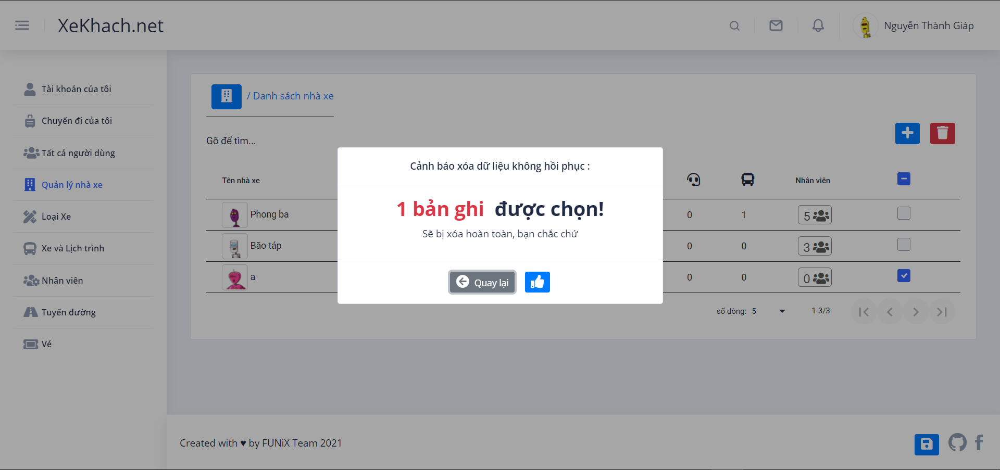 XeKhach.net
Nguyễn Thành Giáp
Tài khoản của tôi
Chuyến đi của tôi
Tất cả người dùng
Quản lý nhà xe
Loại Xe
Xe và Lịch trình
Nhân viên
Tuyến đường
Vé
/ Danh sách nhà xe
Gõ để tìm...
Tên nhà xe
Nhân viên
Phong ba
0
1
5
Bão táp
0
0
3
a
0
0
0
số dòng: 5
1-3/3
Cảnh báo xóa dữ liệu không hồi phục :
1 bản ghi được chọn!
Sẽ bị xóa hoàn toàn, bạn chắc chứ
Quay lại
Created with ♥ by FUNiX Team 2021